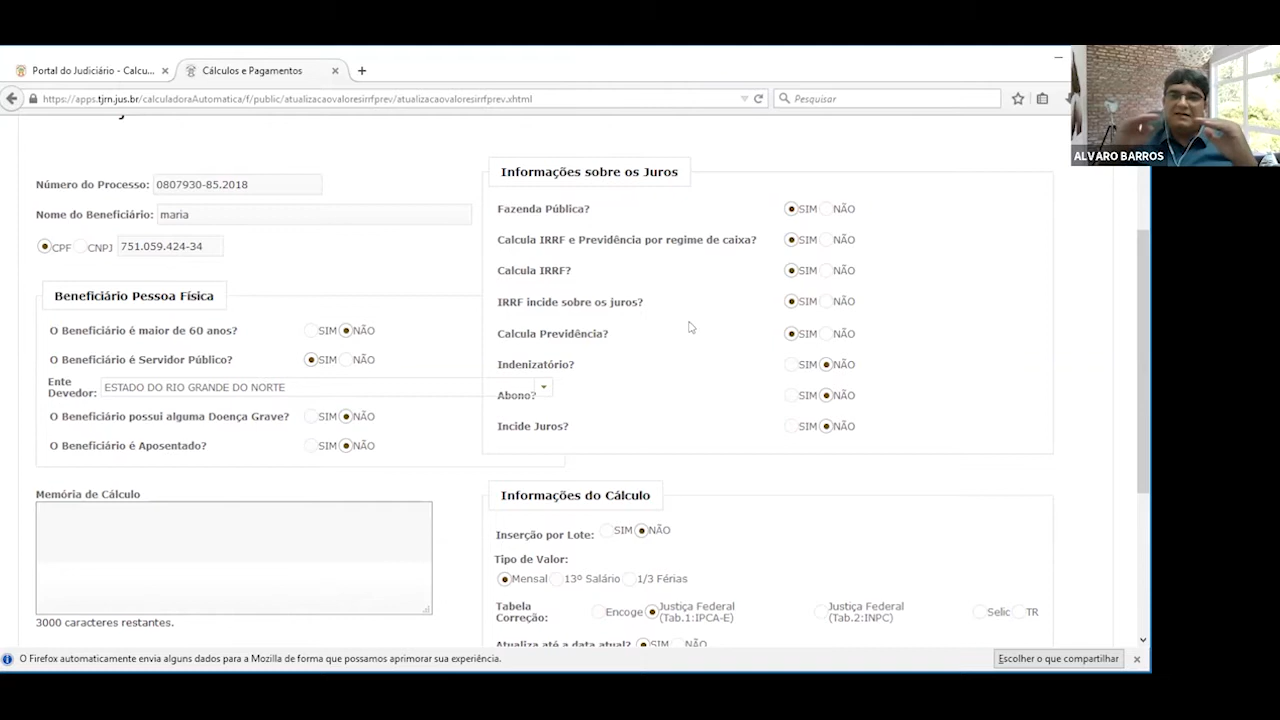 Portal do Judiciário - Calcu...
Cálculos e Pagamentos
https://apps.tjrn.jus.br/calculadoraAutomatica/f/public/atualizacaovaloresirrfprev/atualizacaovaloresirrfprev.xhtml
Pesquisar
ALVARO BARROS
Número do Processo: 0807930-85.2018
Nome do Beneficiário: maria
CPF CNPJ 751.059.424-34
Beneficiário Pessoa Física
O Beneficiário é maior de 60 anos? SIM NÃO
O Beneficiário é Servidor Público? SIM NÃO
Ente Devedor: ESTADO DO RIO GRANDE DO NORTE
O Beneficiário possui alguma Doença Grave? SIM NÃO
O Beneficiário é Aposentado? SIM NÃO
Memória de Cálculo
3000 caracteres restantes.
Informações sobre os Juros
Fazenda Pública? SIM NÃO
Calcula IRRF e Previdência por regime de caixa? SIM NÃO
Calcula IRRF? SIM NÃO
IRRF incide sobre os juros? SIM NÃO
Calcula Previdência? SIM NÃO
Indenizatório? SIM NÃO
Abono? SIM NÃO
Incide Juros? SIM NÃO
Informações do Cálculo
Inserção por Lote: SIM NÃO
Tipo de Valor:
Mensal 13º Salário 1/3 Férias
Tabela Correção: Encoge Justiça Federal (Tab.1:IPCA-E) Justiça Federal (Tab.2:INPC) Selic TR
Atualiza até a data atual? SIM NÃO
O Firefox automaticamente envia alguns dados para a Mozilla de forma que possamos aprimorar sua experiência.
Escolher o que compartilhar